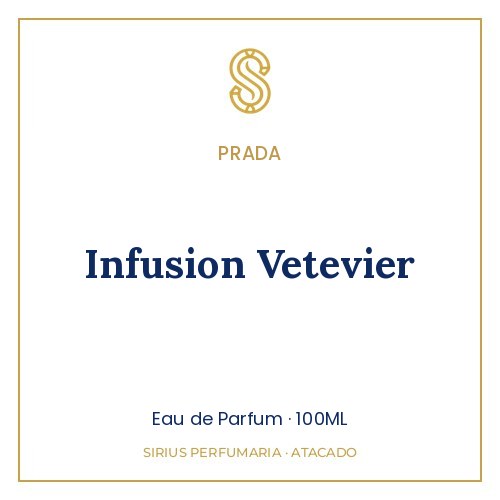 PRADA
Infusion Vetevier
Eau de Parfum · 100ML
SIRIUS PERFUMARIA · ATACADO